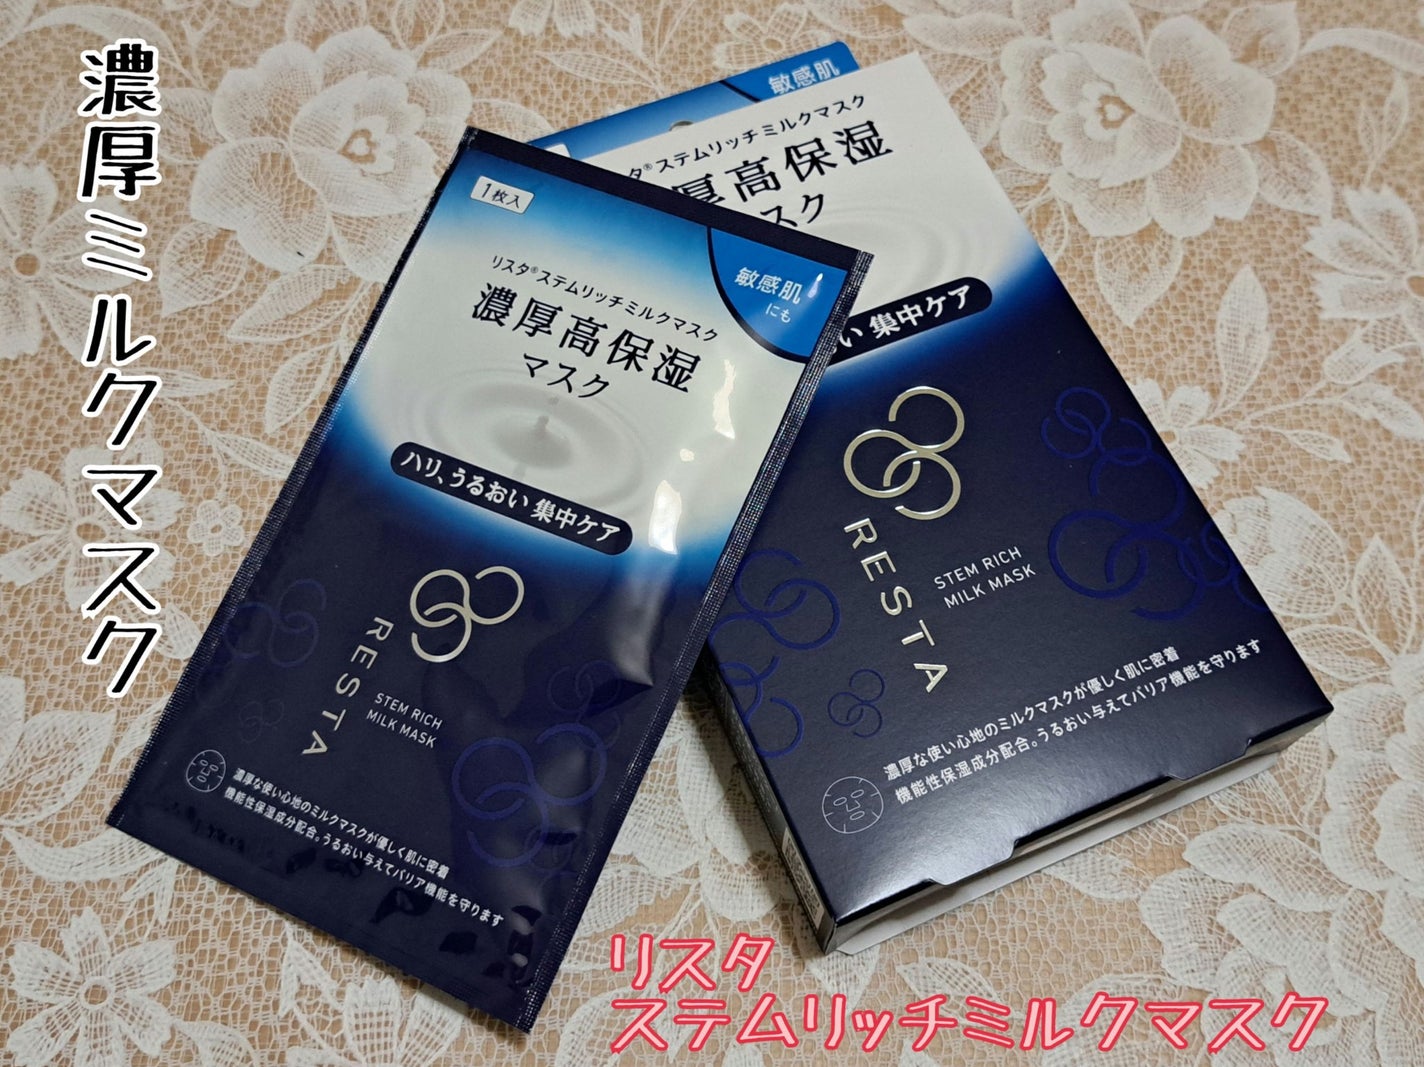 濃厚ミルクマスク
1枚入
敏感肌
にも
リスタ®ステムリッチミルクマスク
濃厚高保湿
マスク
ハリ、うるおい 集中ケア
RESTA
STEM RICH
MILK MASK
濃厚な使い心地のミルクマスクが優しく肌に密着
機能性保湿成分配合。うるおい与えてバリア機能を守ります
敏感肌
タ®ステムリッチミルクマスク
厚高保湿
スク
い 集中ケア
RESTA
STEM RICH
MILK MASK
濃厚な使い心地のミルクマスクが優しく肌に密着
機能性保湿成分配合。うるおい与えてバリア機能を守ります
リスタ
ステムリッチミルクマスク